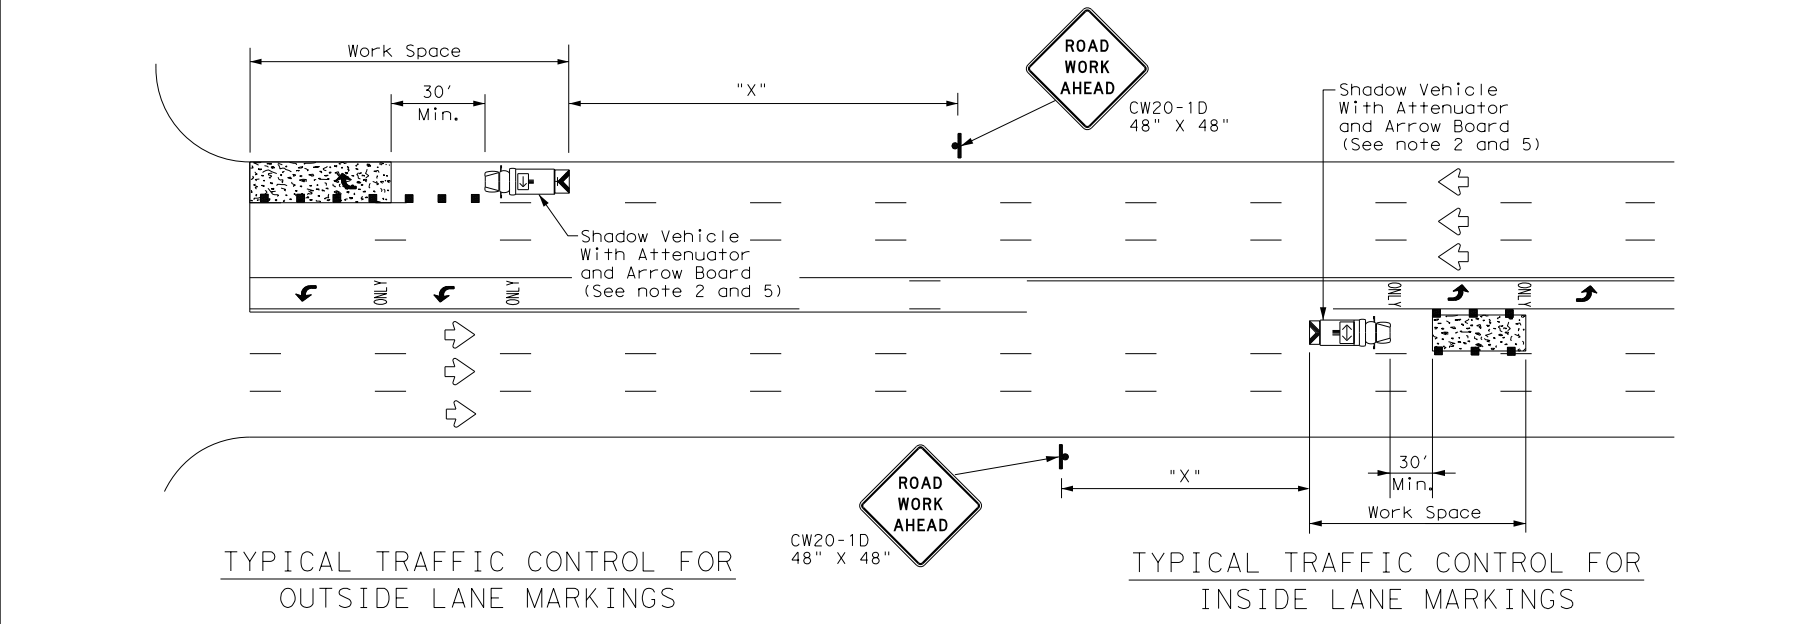 Work Space
30'
Min.
"X"
ROAD
WORK
AHEAD
CW20-1D
48" X 48"
Shadow Vehicle
With Attenuator
and Arrow Board
(See note 2 and 5)
Shadow Vehicle
With Attenuator
and Arrow Board
(See note 2 and 5)
ONLY
ONLY
ONLY
ONLY
ROAD
WORK
AHEAD
CW20-1D
48" X 48"
"X"
30'
Min.
Work Space
TYPICAL TRAFFIC CONTROL FOR
OUTSIDE LANE MARKINGS
TYPICAL TRAFFIC CONTROL FOR
INSIDE LANE MARKINGS